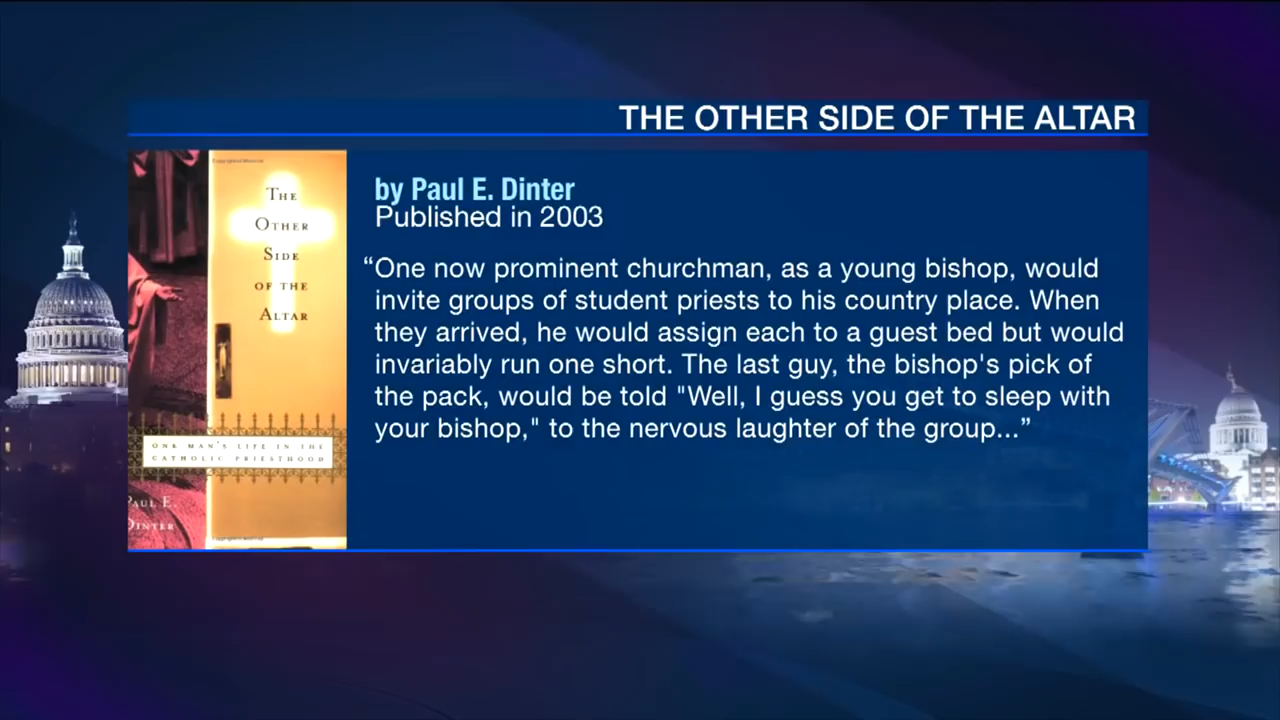 THE OTHER SIDE OF THE ALTAR
THE
OTHER
SIDE
OF THE
ALTAR
ONE MAN'S LIFE IN THE
CATHOLIC PRIESTHOOD
PAUL E.
DINTER
by Paul E. Dinter
Published in 2003
“One now prominent churchman, as a young bishop, would
invite groups of student priests to his country place. When
they arrived, he would assign each to a guest bed but would
invariably run one short. The last guy, the bishop's pick of
the pack, would be told "Well, I guess you get to sleep with
your bishop," to the nervous laughter of the group...”